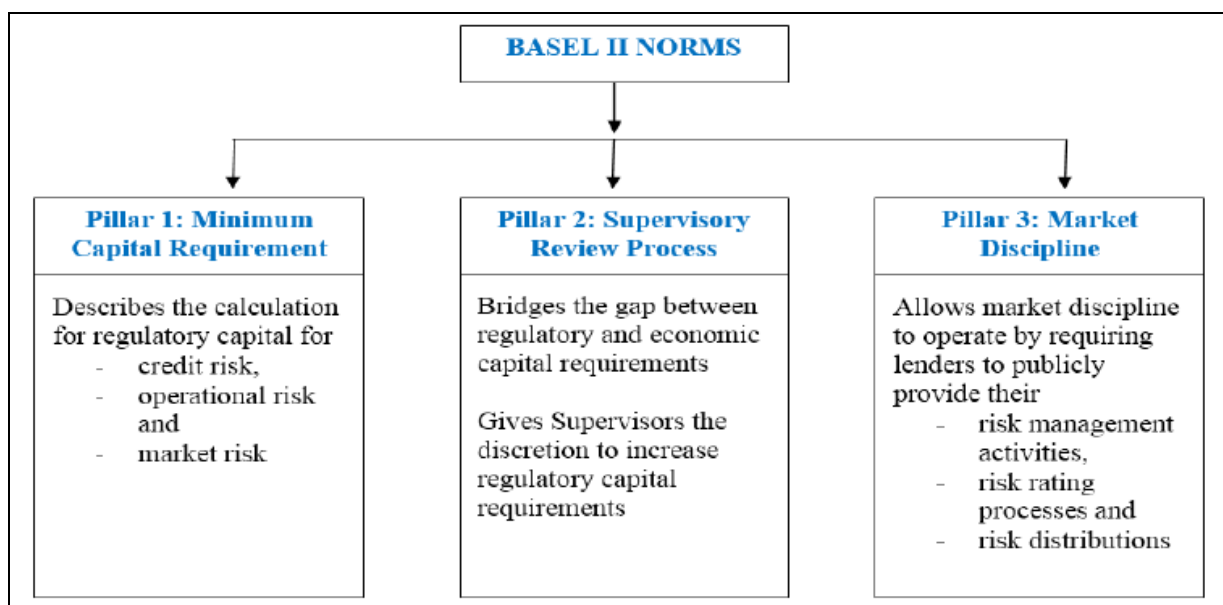 BASEL II NORMS
Pillar 1: Minimum
Capital Requirement
Describes the calculation
for regulatory capital for
- credit risk,
- operational risk
and
- market risk
Pillar 2: Supervisory
Review Process
Bridges the gap between
regulatory and economic
capital requirements
Gives Supervisors the
discretion to increase
regulatory capital
requirements
Pillar 3: Market
Discipline
Allows market discipline
to operate by requiring
lenders to publicly
provide their
- risk management
activities,
- risk rating
processes and
- risk distributions